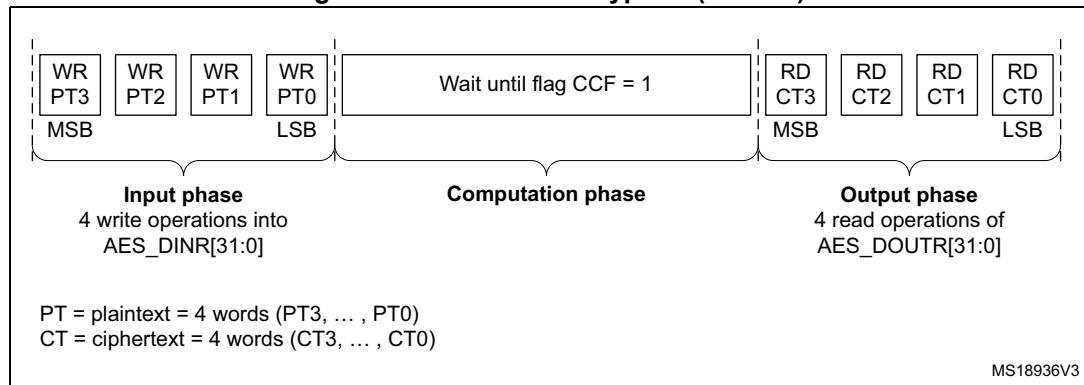 WR PT3 WR PT2 WR PT1 WR PT0
MSB LSB
Wait until flag CCF = 1
RD CT3 RD CT2 RD CT1 RD CT0
MSB LSB
Input phase
4 write operations into
AES_DINR[31:0]
Computation phase
Output phase
4 read operations of
AES_DOUTR[31:0]
PT = plaintext = 4 words (PT3, … , PT0)
CT = ciphertext = 4 words (CT3, … , CT0)
MS18936V3